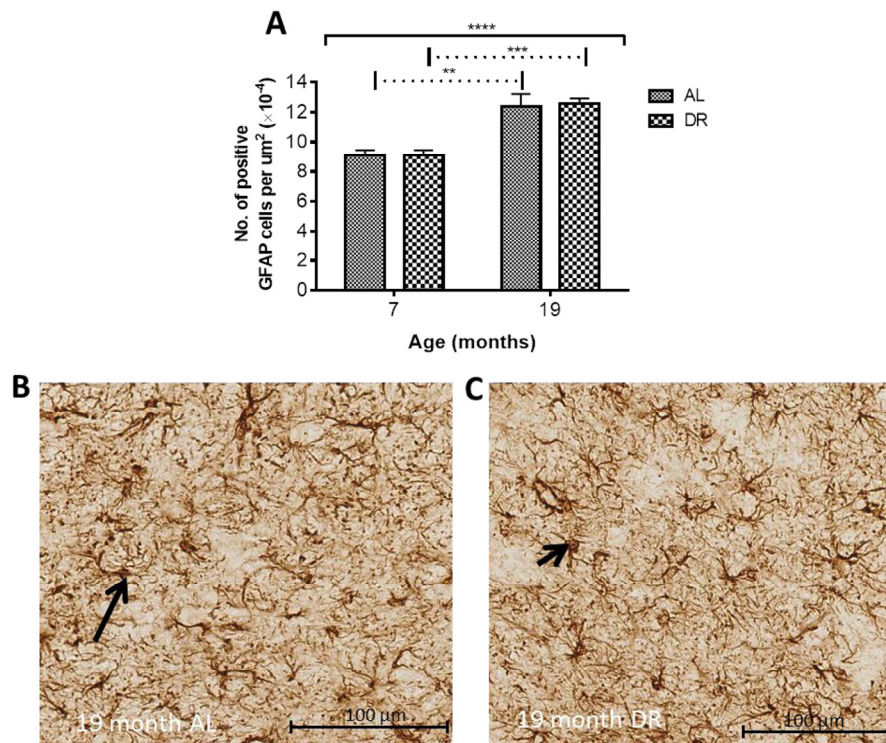 A
****
***
**
14
12
10
8
6
4
2
0
No. of positive
GFAP cells per um² (×10⁻⁴)
7
19
Age (months)
AL
DR
B
19 month AL
100 µm
C
19 month DR
100 µm